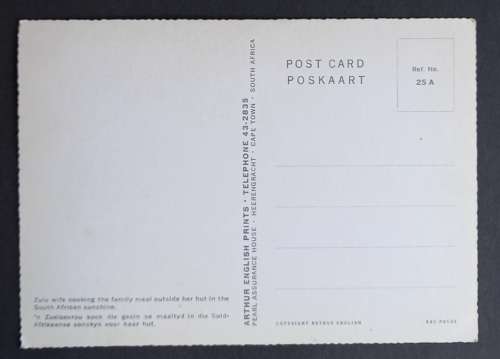 POST CARD
POSKAART
Ref. No.
25 A
ARTHUR ENGLISH PRINTS · TELEPHONE 43-2835
PEARL ASSURANCE HOUSE · HEERENGRACHT · CAPE TOWN · SOUTH AFRICA
Zulu wife cooking the family meal outside her hut in the
South African sunshine.
'n Zoeloevrou kook die gesin se maaltyd in die Suid-
Afrikaanse sonskyn voor haar hut.
COPYRIGHT ARTHUR ENGLISH